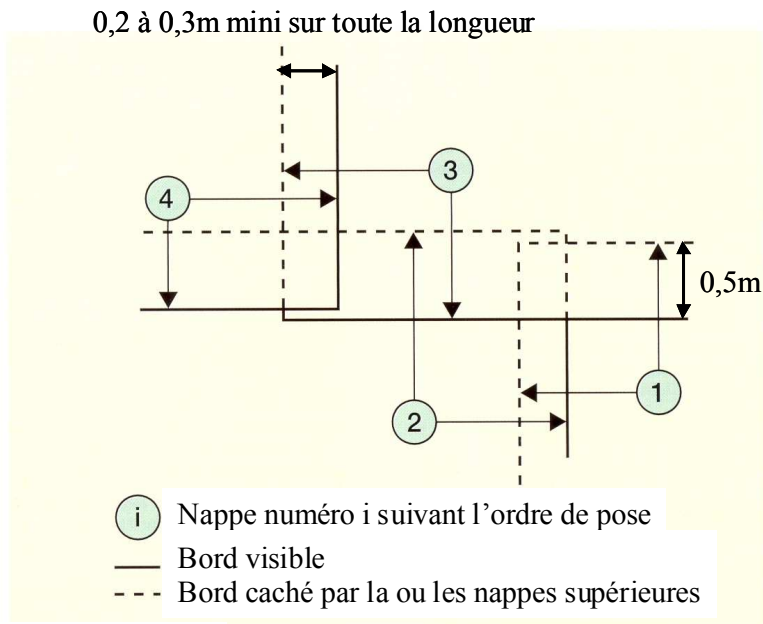 0,2 à 0,3m mini sur toute la longueur
3
4
0,5m
1
2
i Nappe numéro i suivant l’ordre de pose
Bord visible
Bord caché par la ou les nappes supérieures